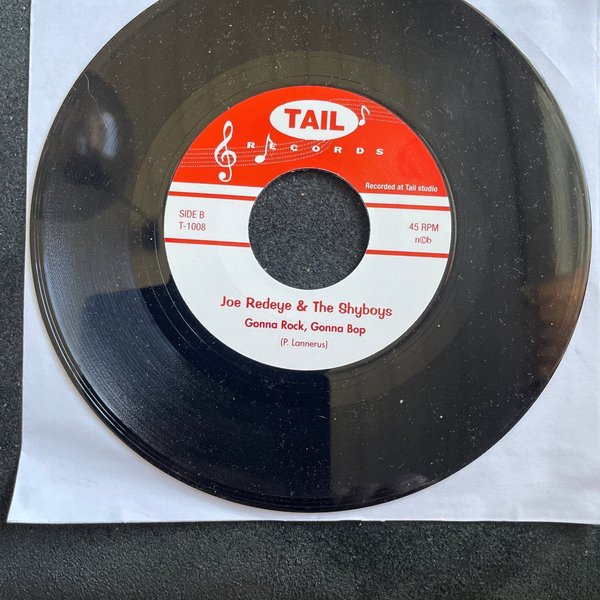 TAIL
RECORDS
Recorded at Tail studio
SIDE B
T-1008
45 RPM
n©b
Joe Redeye & The Shyboys
Gonna Rock, Gonna Bop
(P. Lannerus)